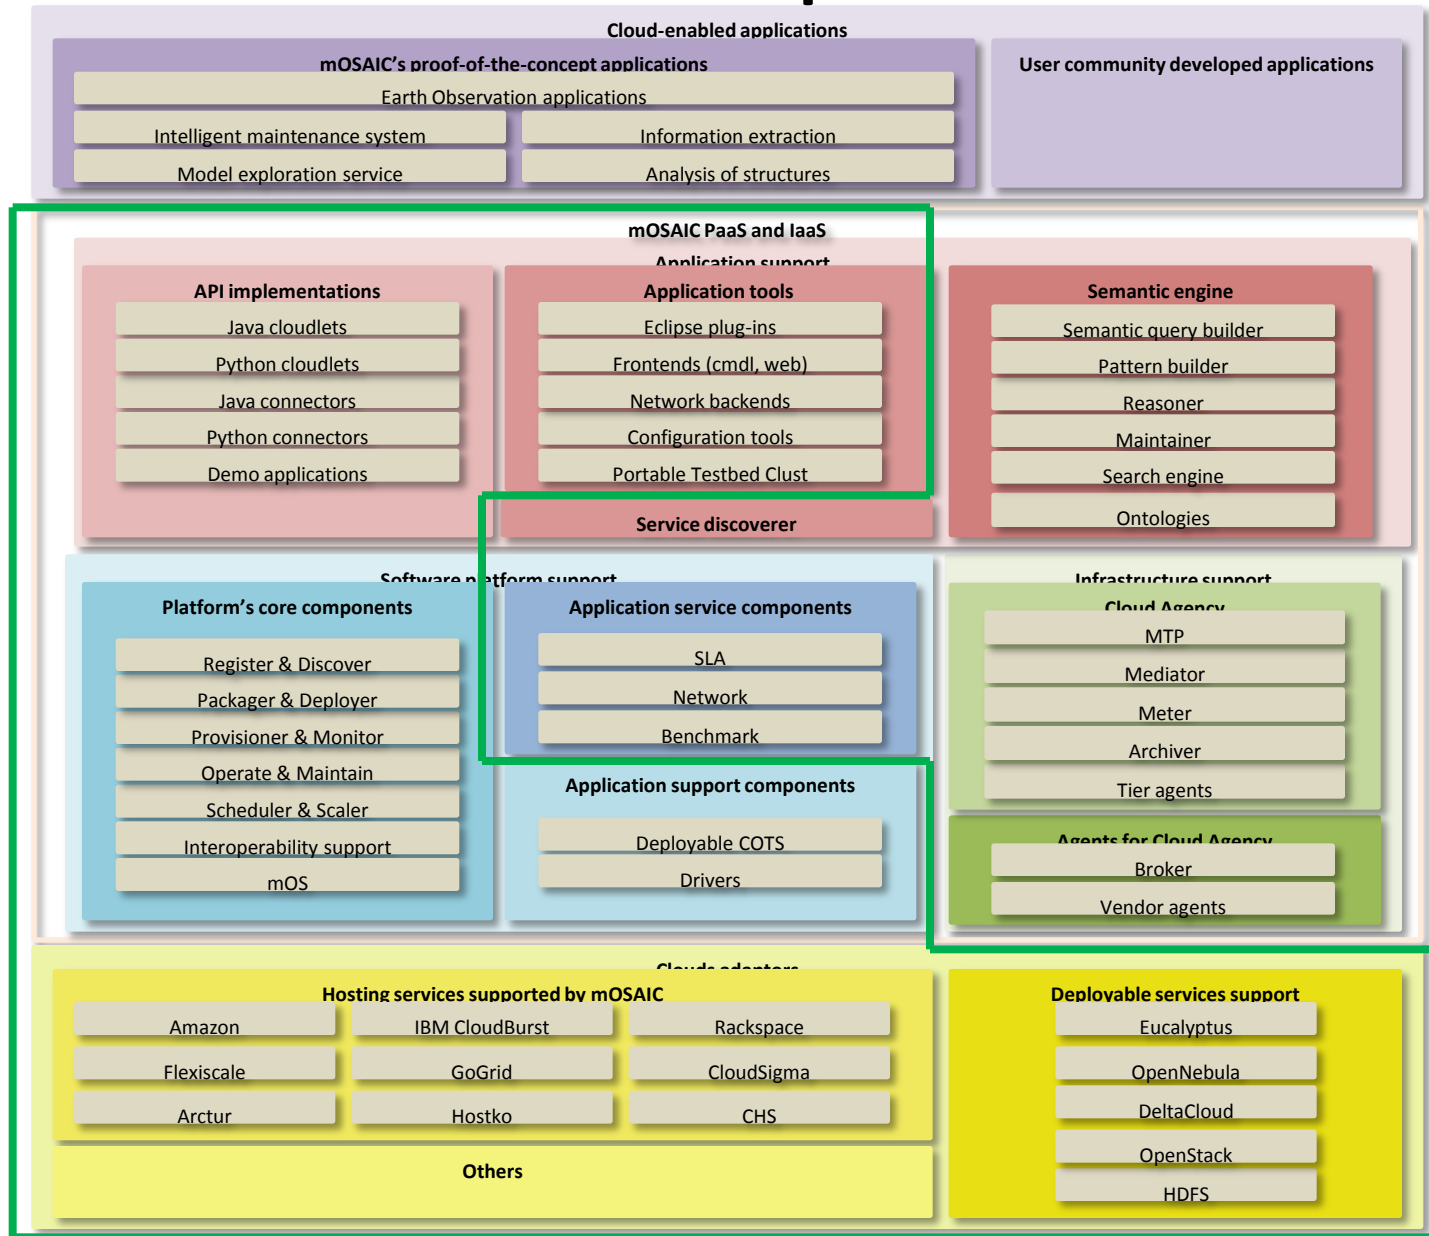 Cloud-enabled applications
mOSAIC's proof-of-the-concept applications
User community developed applications
Earth Observation applications
Intelligent maintenance system
Information extraction
Model exploration service
Analysis of structures
mOSAIC PaaS and IaaS
Application support
API implementations
Java cloudlets
Python cloudlets
Java connectors
Python connectors
Demo applications
Application tools
Eclipse plug-ins
Frontends (cmdl, web)
Network backends
Configuration tools
Portable Testbed Clust
Service discoverer
Semantic engine
Semantic query builder
Pattern builder
Reasoner
Maintainer
Search engine
Ontologies
Software platform support
Platform's core components
Register & Discover
Packager & Deployer
Provisioner & Monitor
Operate & Maintain
Scheduler & Scaler
Interoperability support
mOS
Application service components
SLA
Network
Benchmark
Application support components
Deployable COTS
Drivers
Infrastructure support
Cloud Agency
MTP
Mediator
Meter
Archiver
Tier agents
Agents for Cloud Agency
Broker
Vendor agents
Clouds adaptors
Hosting services supported by mOSAIC
Amazon
IBM CloudBurst
Rackspace
Flexiscale
GoGrid
CloudSigma
Arctur
Hostko
CHS
Others
Deployable services support
Eucalyptus
OpenNebula
DeltaCloud
OpenStack
HDFS